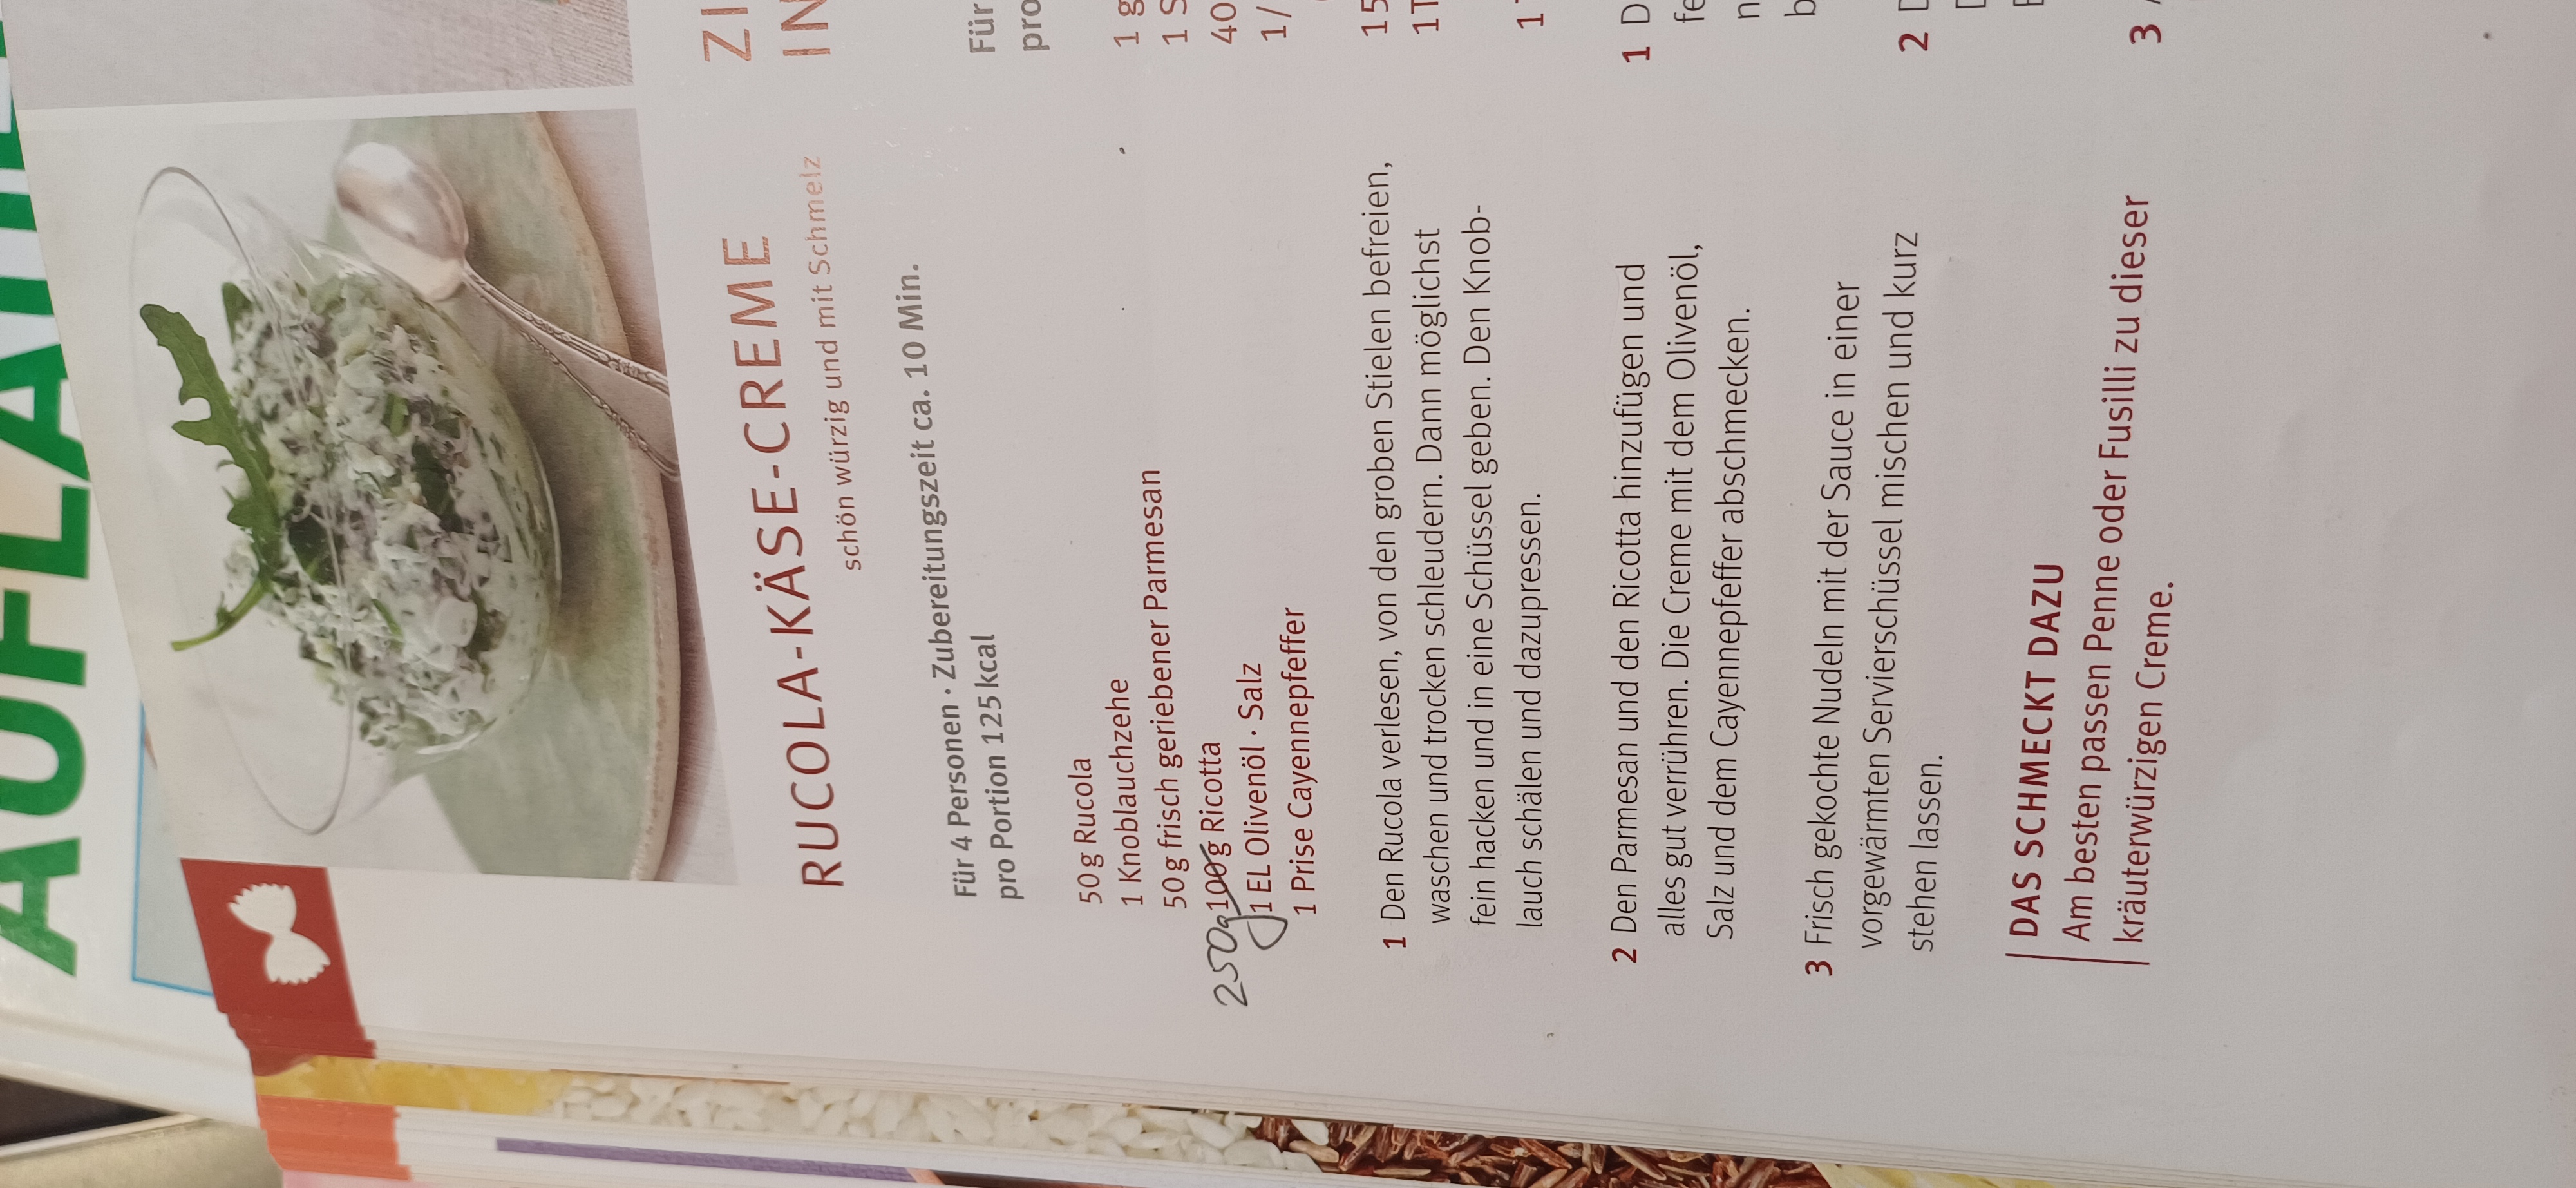 RUCOLA-KÄSE-CREME
schön würzig und mit Schmelz
Für 4 Personen · Zubereitungszeit ca. 10 Min.
pro Portion 125 kcal
50 g Rucola
1 Knoblauchzehe
50 g frisch geriebener Parmesan
250g 100 g Ricotta
1 EL Olivenöl · Salz
1 Prise Cayennepfeffer
1 Den Rucola verlesen, von den groben Stielen befreien,
waschen und trocken schleudern. Dann möglichst
fein hacken und in eine Schüssel geben. Den Knob-
lauch schälen und dazupressen.
2 Den Parmesan und den Ricotta hinzufügen und
alles gut verrühren. Die Creme mit dem Olivenöl,
Salz und dem Cayennepfeffer abschmecken.
3 Frisch gekochte Nudeln mit der Sauce in einer
vorgewärmten Servierschüssel mischen und kurz
stehen lassen.
DAS SCHMECKT DAZU
Am besten passen Penne oder Fusilli zu dieser
kräuterwürzigen Creme.
ZI
IN
Für
pro
1 g
1 S
40
1/
15
1 T
1
1 D
fe
n
b
2
3